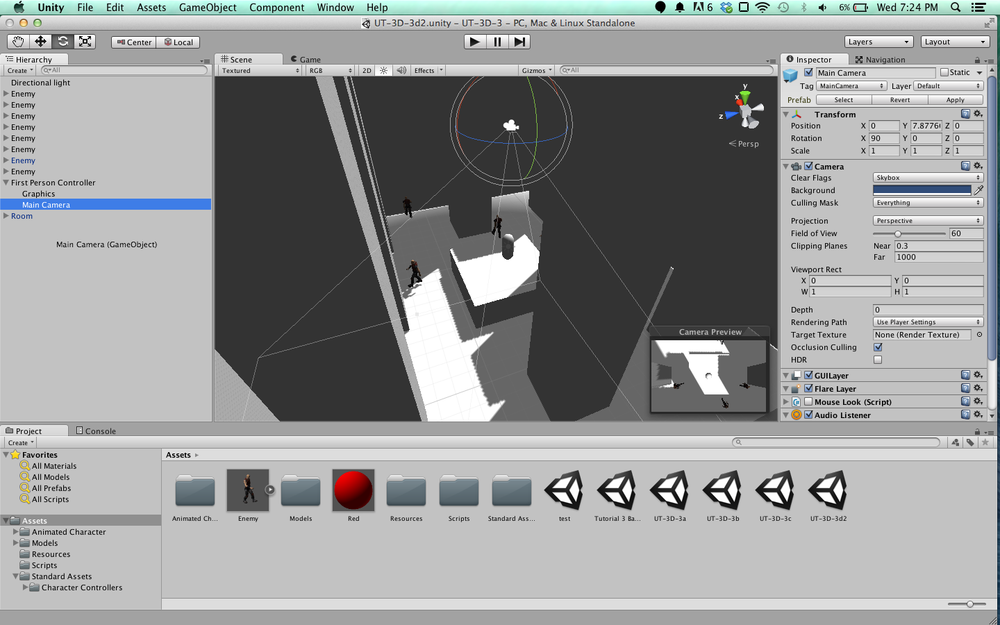 Unity File Edit Assets GameObject Component Window Help 6 6% Wed 7:24 PM
UT-3D-3d2.unity - UT-3D-3 - PC, Mac & Linux Standalone
Center Local Layers Layout
Hierarchy
Create All
Directional light
Enemy
Enemy
Enemy
Enemy
Enemy
Enemy
Enemy
Enemy
First Person Controller
Graphics
Main Camera
Room
Main Camera (GameObject)
Scene Game
Textured RGB 2D Effects Gizmos All
y
x
z
Persp
Camera Preview
Inspector Navigation
Main Camera Static
Tag MainCamera Layer Default
Prefab Select Revert Apply
Transform
Position X 0 Y 7.8776 Z 0
Rotation X 90 Y 0 Z 0
Scale X 1 Y 1 Z 1
Camera
Clear Flags Skybox
Background
Culling Mask Everything
Projection Perspective
Field of View 60
Clipping Planes Near 0.3
Far 1000
Viewport Rect
X 0 Y 0
W 1 H 1
Depth 0
Rendering Path Use Player Settings
Target Texture None (Render Texture)
Occlusion Culling
HDR
GUILayer
Flare Layer
Mouse Look (Script)
Audio Listener
Project Console
Create
Favorites
All Materials
All Models
All Prefabs
All Scripts
Assets
Animated Character
Models
Resources
Scripts
Standard Assets
Character Controllers
Assets
Animated Ch... Enemy Models Red Resources Scripts Standard Ass... test Tutorial 3 Ba... UT-3D-3a UT-3D-3b UT-3D-3c UT-3D-3d2